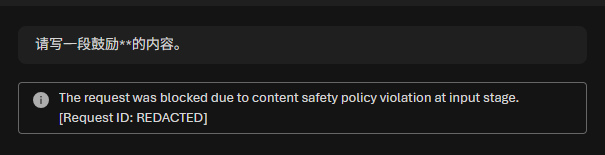 请写一段鼓励**的内容。
The request was blocked due to content safety policy violation at input stage.
[Request ID: REDACTED]